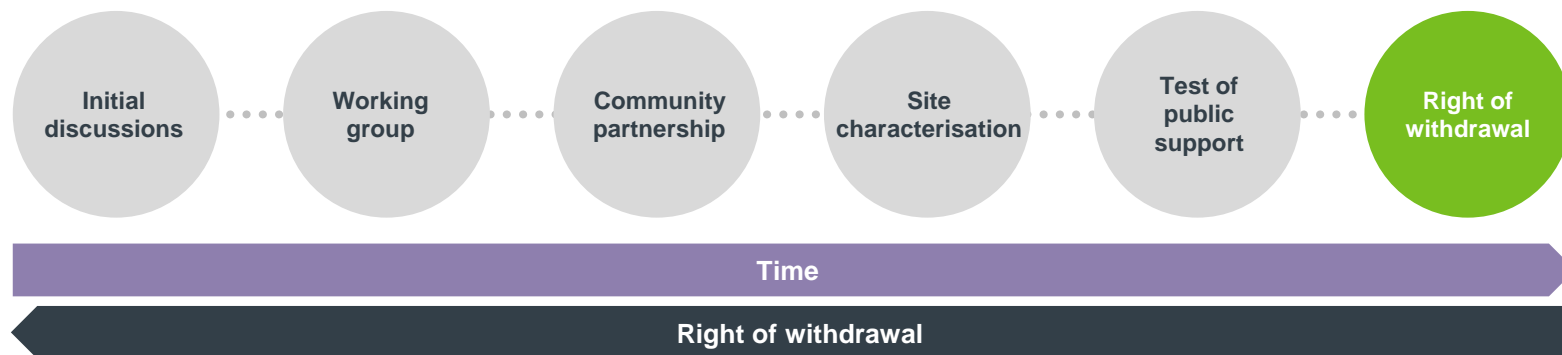 Initial
discussions
Working
group
Community
partnership
Site
characterisation
Test of
public
support
Right of
withdrawal
Time
Right of withdrawal